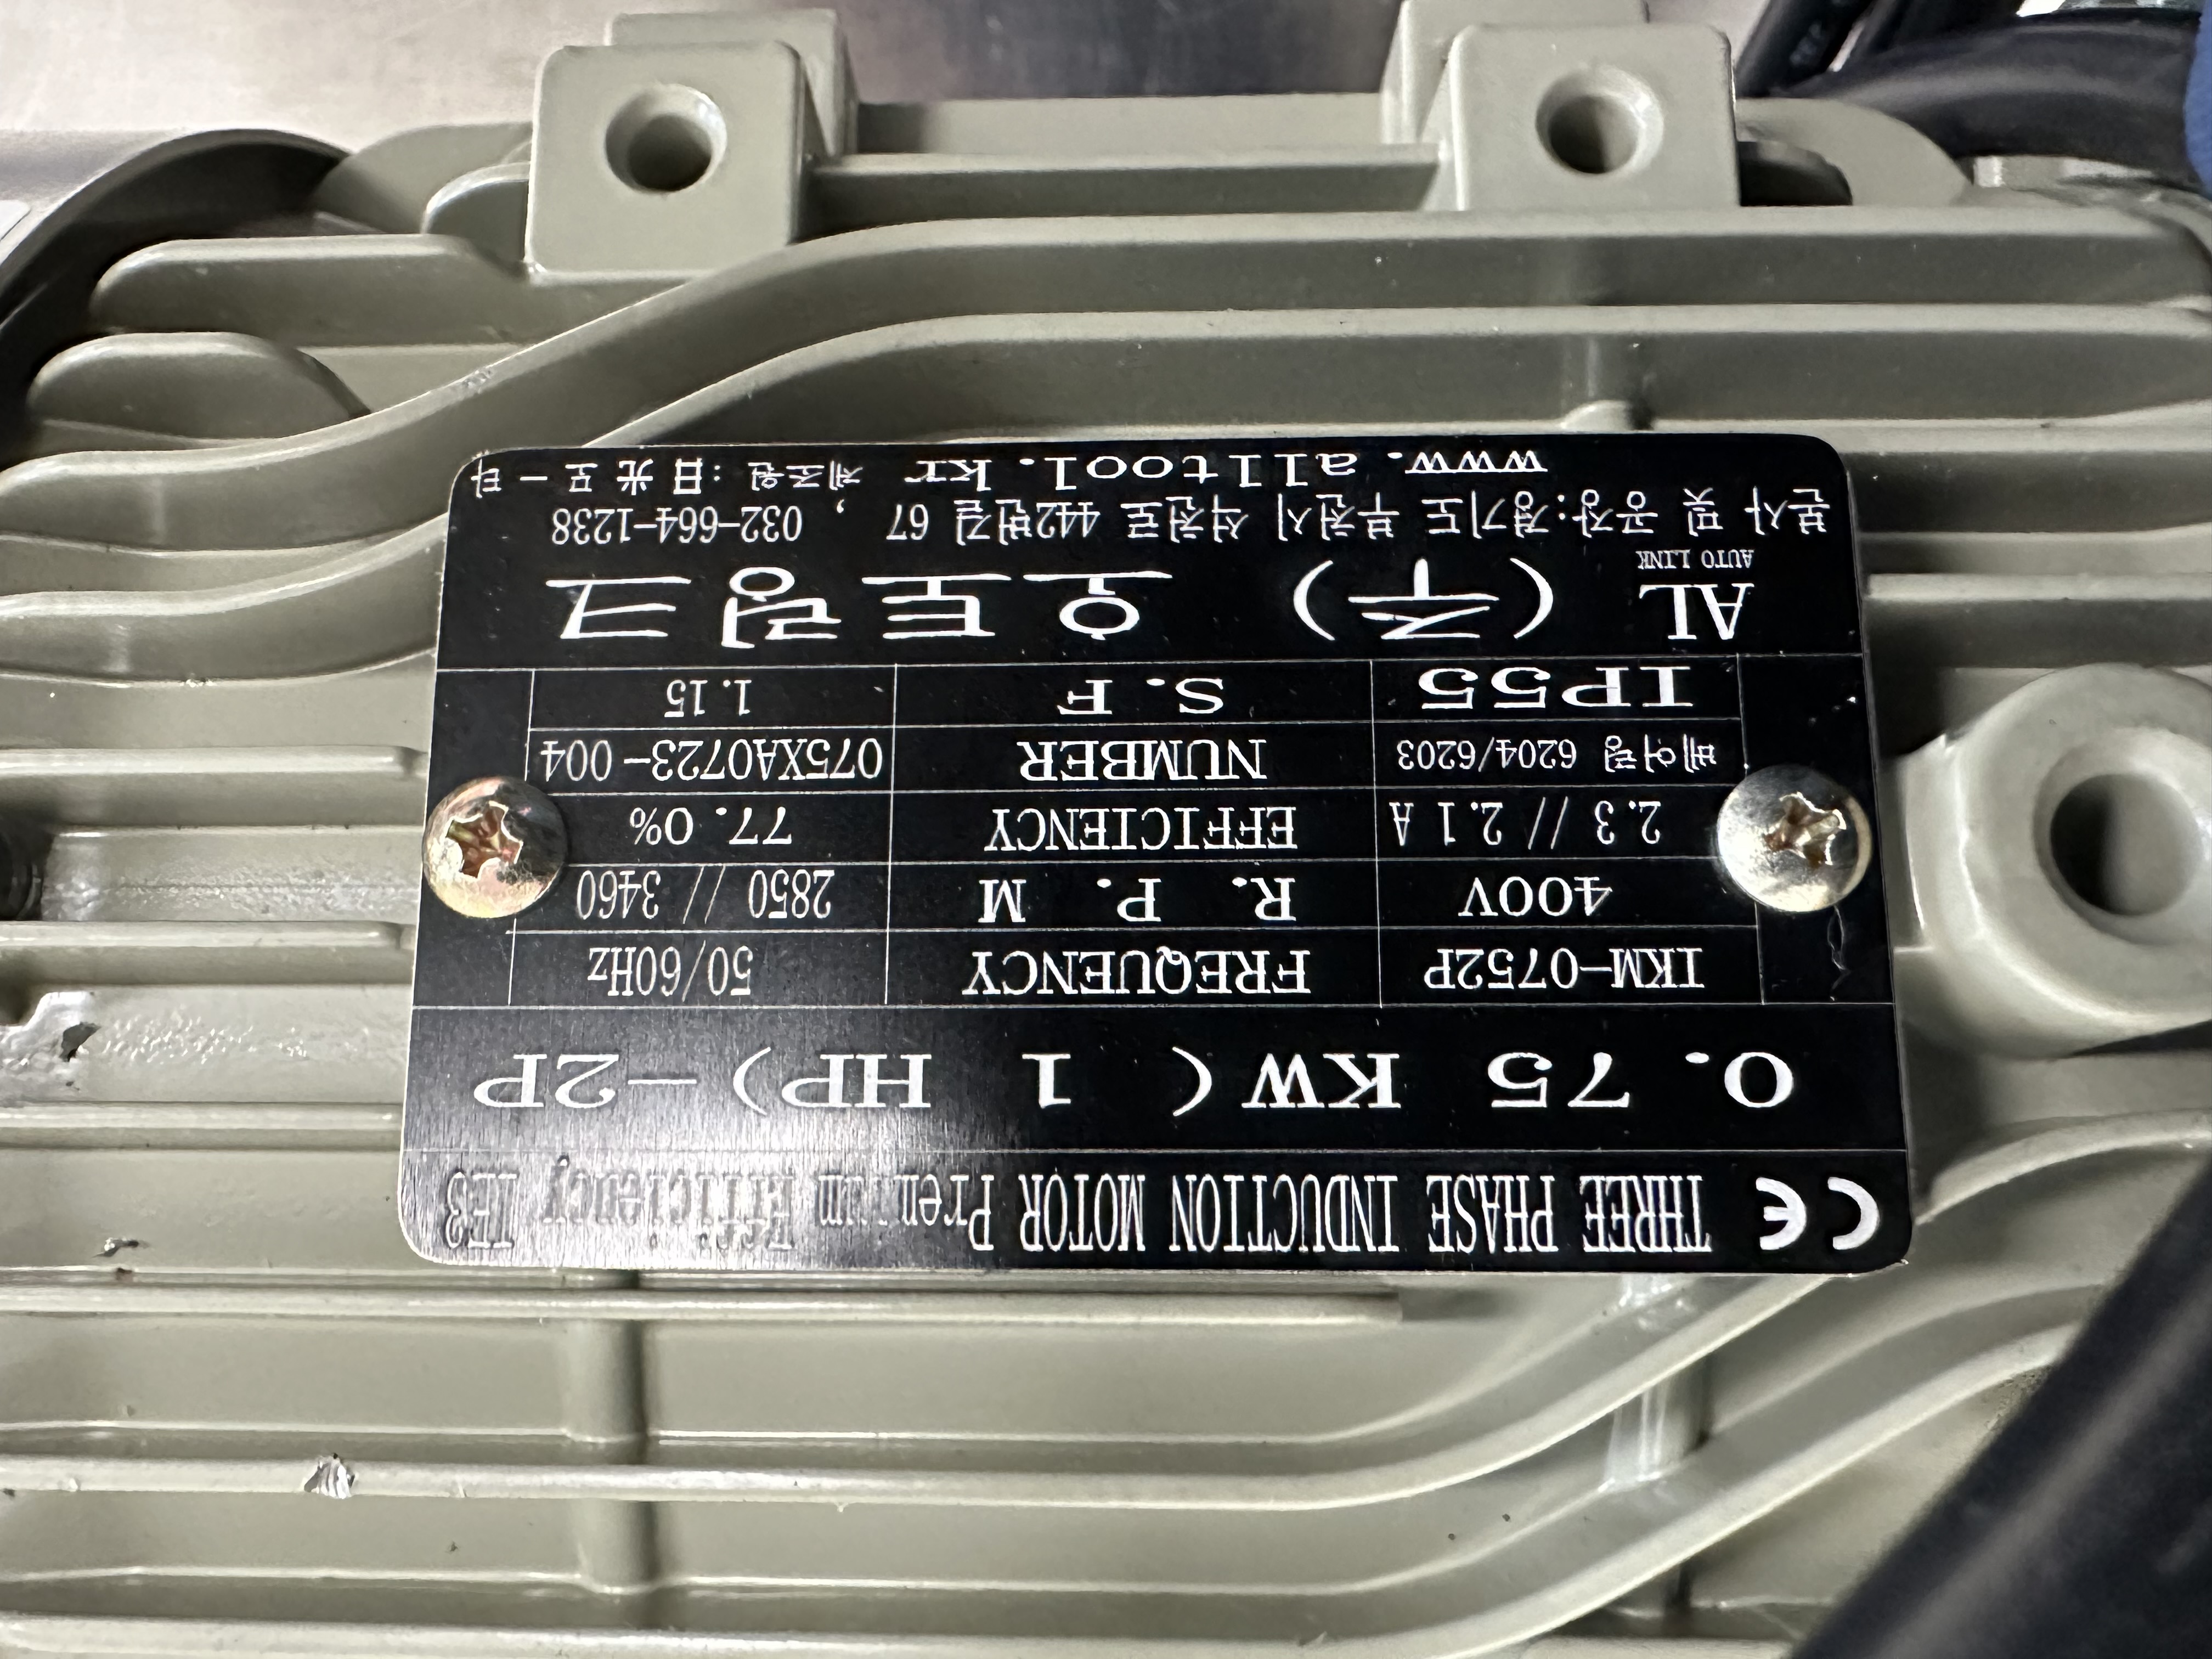 CE THREE PHASE INDUCTION MOTOR Premium Efficiency IE3
0.75 KW( 1 HP)-2P
IKM-0752P FREQUENCY 50/60Hz
400V R.P.M 2850 // 3460
2.3 // 2.1 A EFFICIENCY 77.0%
베어링 6204/6203 NUMBER 075XA0723-004
IP55 S.F 1.15
AL (주) 오토링크
AUTO LINK
본사 및 공장:경기도 부천시 석천로 442번길 67 , 032-664-1238
www.alltool.kr 제조원:日光모-타